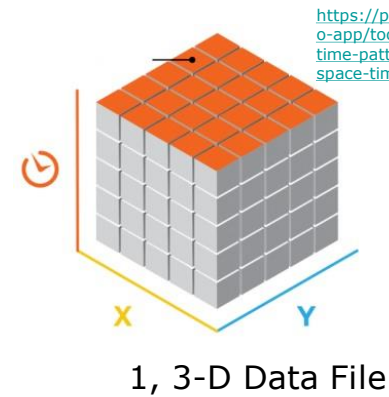 https://p
o-app/too
time-patt
space-tim
X
Y
1, 3-D Data File